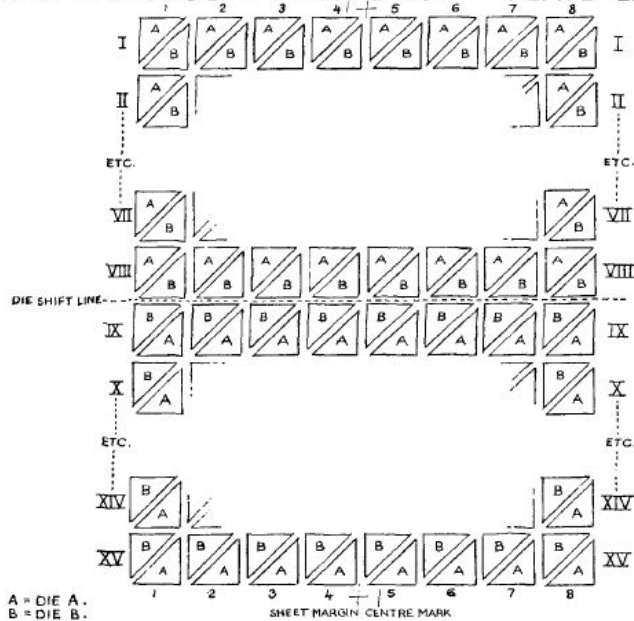 1 2 3 4 5 6 7 8
A A A A A A A A
I I
B B B B B B B B
A A
II II
B B
ETC. ETC.
A A
VII VII
B B
A A A A A A A A
VIII VIII
B B B B B B B B
DIE SHIFT LINE
B B B B B B B B
IX IX
A A A A A A A A
B B
X X
A A
ETC. ETC.
B B
XIV XIV
A A
B B B B B B B B
XV XV
A A A A A A A A
1 2 3 4 5 6 7 8
A = DIE A.
B = DIE B.
SHEET MARGIN CENTRE MARK